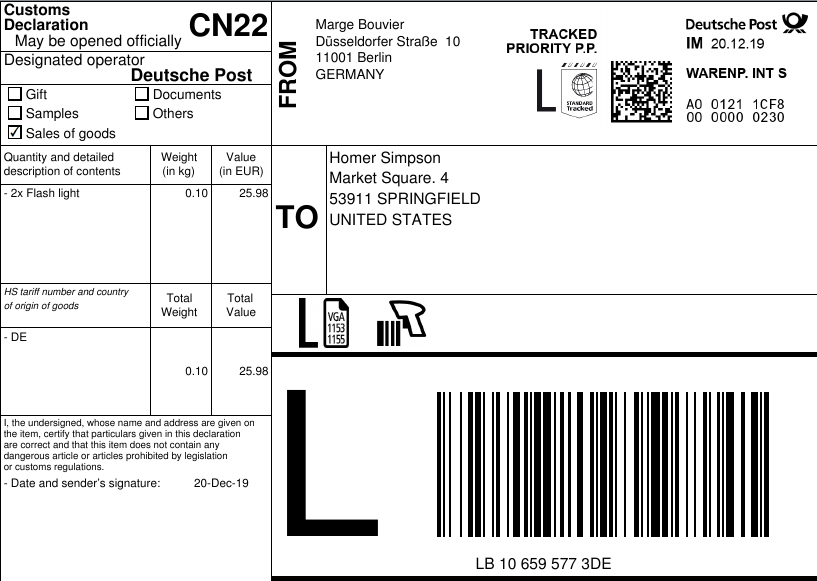 Customs
Declaration
CN22
May be opened officially
Designated operator
Deutsche Post
Gift
Documents
Samples
Others
Sales of goods
Quantity and detailed
description of contents
Weight
(in kg)
Value
(in EUR)
- 2x Flash light
0.10
25.98
HS tariff number and country
of origin of goods
Total
Weight
Total
Value
- DE
0.10
25.98
I, the undersigned, whose name and address are given on
the item, certify that particulars given in this declaration
are correct and that this item does not contain any
dangerous article or articles prohibited by legislation
or customs regulations.
- Date and sender's signature: 20-Dec-19
FROM
Marge Bouvier
Düsseldorfer Straße 10
11001 Berlin
GERMANY
TRACKED
PRIORITY P.P.
L
STANDARD
Tracked
Deutsche Post
IM 20.12.19
WARENP. INT S
A0 0121 1CF8
00 0000 0230
TO
Homer Simpson
Market Square. 4
53911 SPRINGFIELD
UNITED STATES
L
VGA
1153
1155
L
LB 10 659 577 3DE